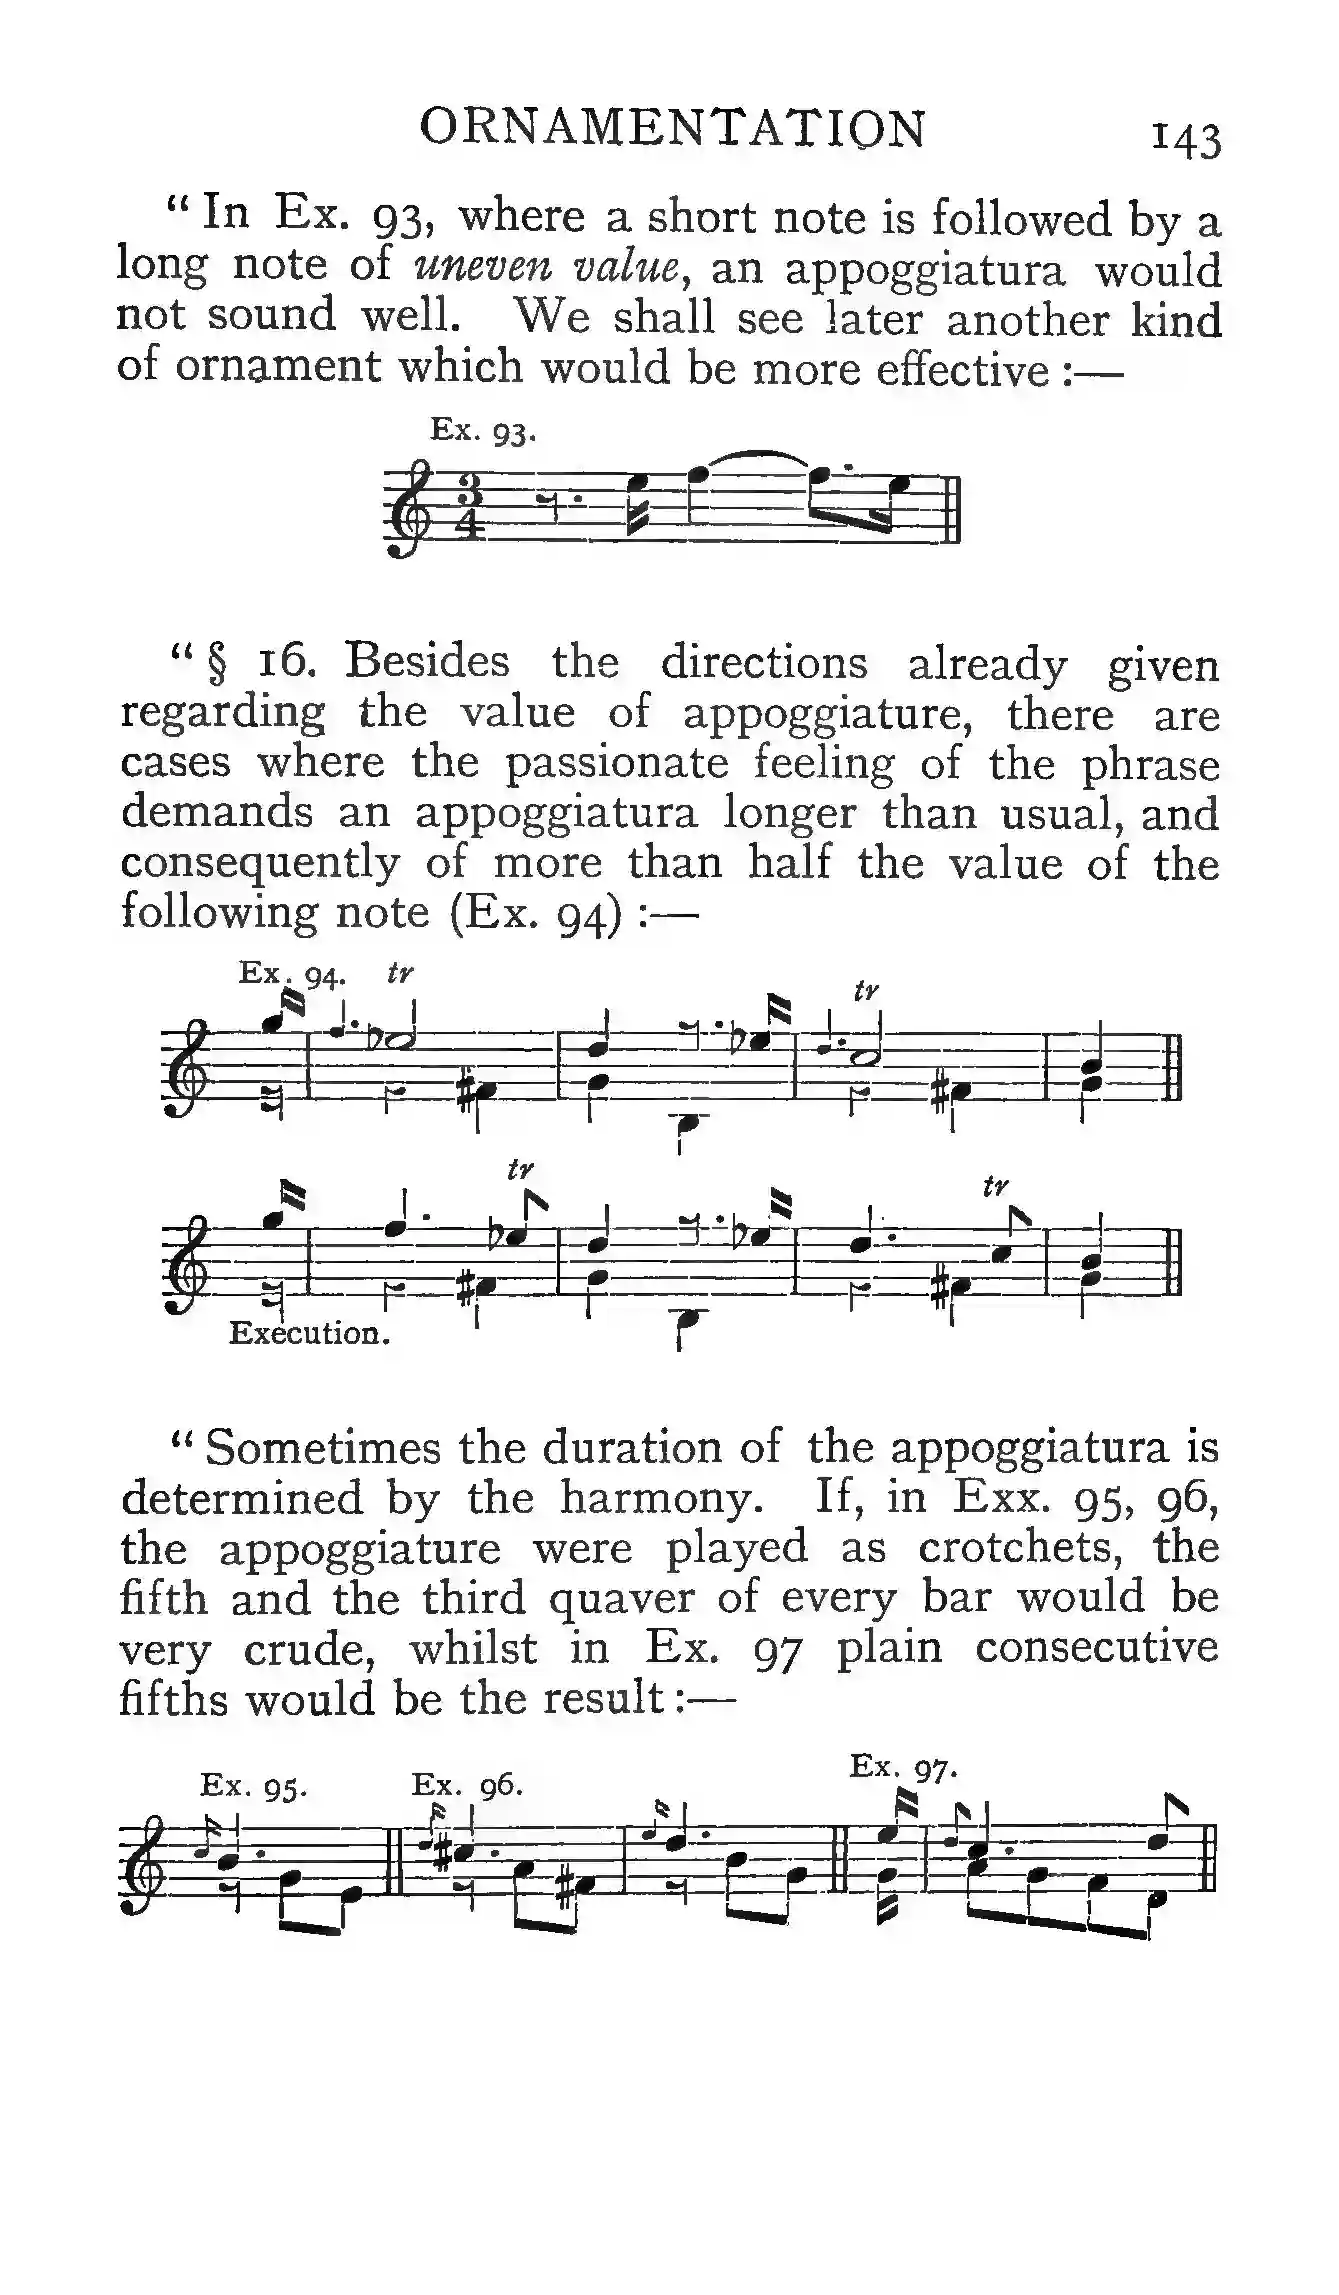 ORNAMENTATION 143
“ In Ex. 93, where a short note is followed by a
long note of uneven value, an appoggiatura would
not sound well. We shall see later another kind
of ornament which would be more effective :—
Ex. 93.
3
4
“ § 16. Besides the directions already given
regarding the value of appoggiature, there are
cases where the passionate feeling of the phrase
demands an appoggiatura longer than usual, and
consequently of more than half the value of the
following note (Ex. 94) :—
Ex. 94. tr
tr
tr
tr
Execution.
“ Sometimes the duration of the appoggiatura is
determined by the harmony. If, in Exx. 95, 96,
the appoggiature were played as crotchets, the
fifth and the third quaver of every bar would be
very crude, whilst in Ex. 97 plain consecutive
fifths would be the result :—
Ex. 95. Ex. 96. Ex. 97.